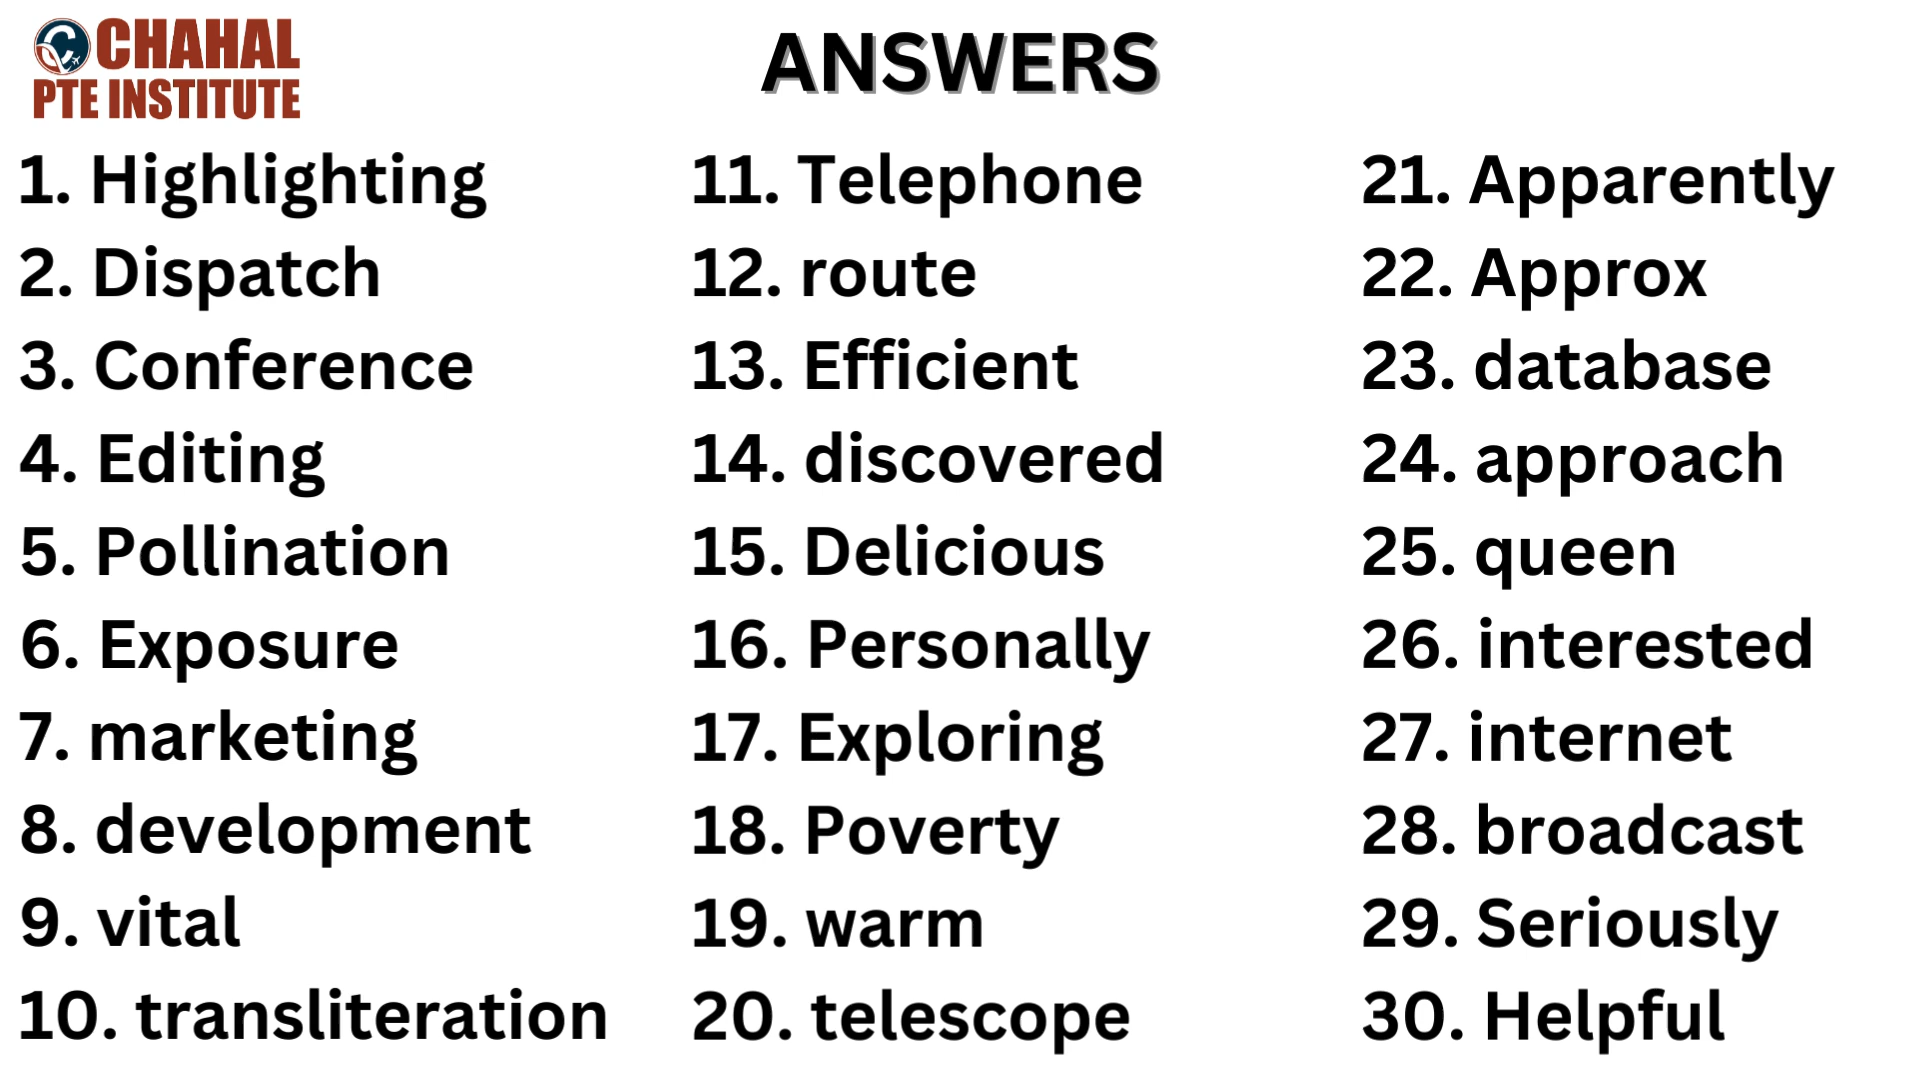 CHAHAL
PTE INSTITUTE
ANSWERS
1. Highlighting
2. Dispatch
3. Conference
4. Editing
5. Pollination
6. Exposure
7. marketing
8. development
9. vital
10. transliteration
11. Telephone
12. route
13. Efficient
14. discovered
15. Delicious
16. Personally
17. Exploring
18. Poverty
19. warm
20. telescope
21. Apparently
22. Approx
23. database
24. approach
25. queen
26. interested
27. internet
28. broadcast
29. Seriously
30. Helpful